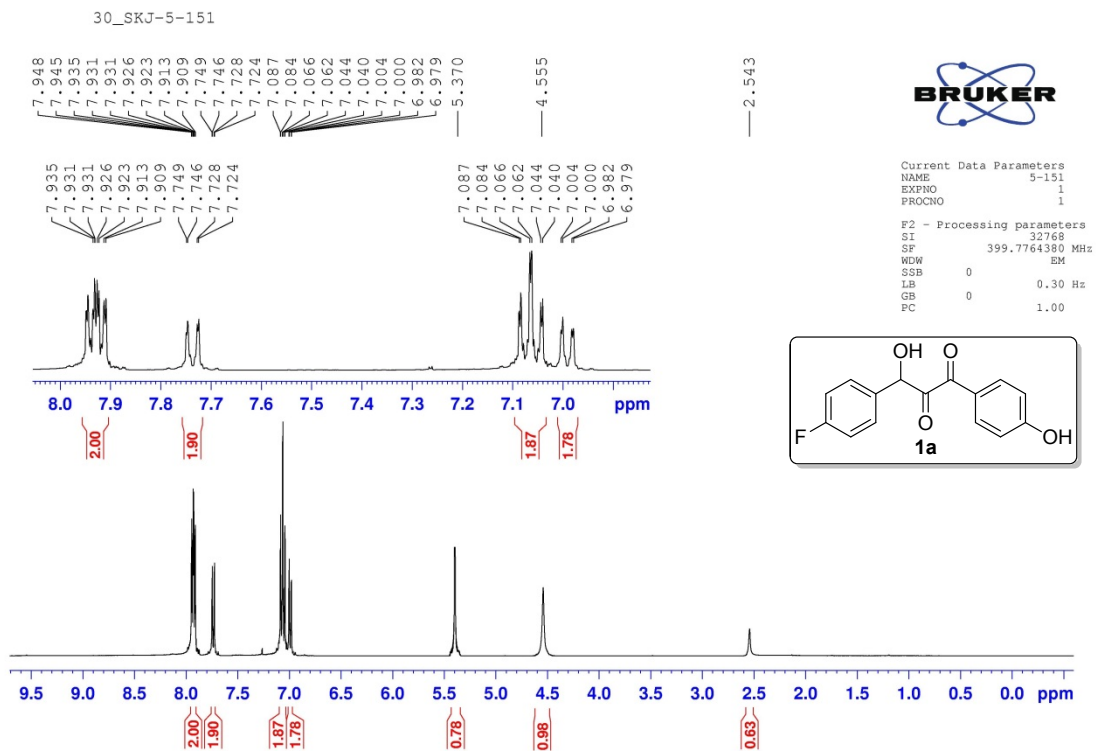 30_SKJ-5-151
7.948
7.945
7.935
7.931
7.931
7.926
7.923
7.913
7.909
7.749
7.746
7.728
7.724
7.087
7.084
7.066
7.062
7.044
7.040
7.004
7.000
6.982
6.979
5.370
4.555
2.543
BRUKER
7.935
7.931
7.931
7.926
7.923
7.913
7.909
7.749
7.746
7.728
7.724
7.087
7.084
7.066
7.062
7.044
7.040
7.004
7.000
6.982
6.979
Current Data Parameters
NAME 5-151
EXPNO 1
PROCNO 1
F2 - Processing parameters
SI 32768
SF 399.7764380 MHz
WDW EM
SSB 0
LB 0.30 Hz
GB 0
PC 1.00
OH
O
F
O
OH
1a
8.0 7.9 7.8 7.7 7.6 7.5 7.4 7.3 7.2 7.1 7.0 ppm
2.00 1.90 1.87 1.78
9.5 9.0 8.5 8.0 7.5 7.0 6.5 6.0 5.5 5.0 4.5 4.0 3.5 3.0 2.5 2.0 1.5 1.0 0.5 0.0 ppm
2.00 1.90 1.87 1.78 0.78 0.98 0.63